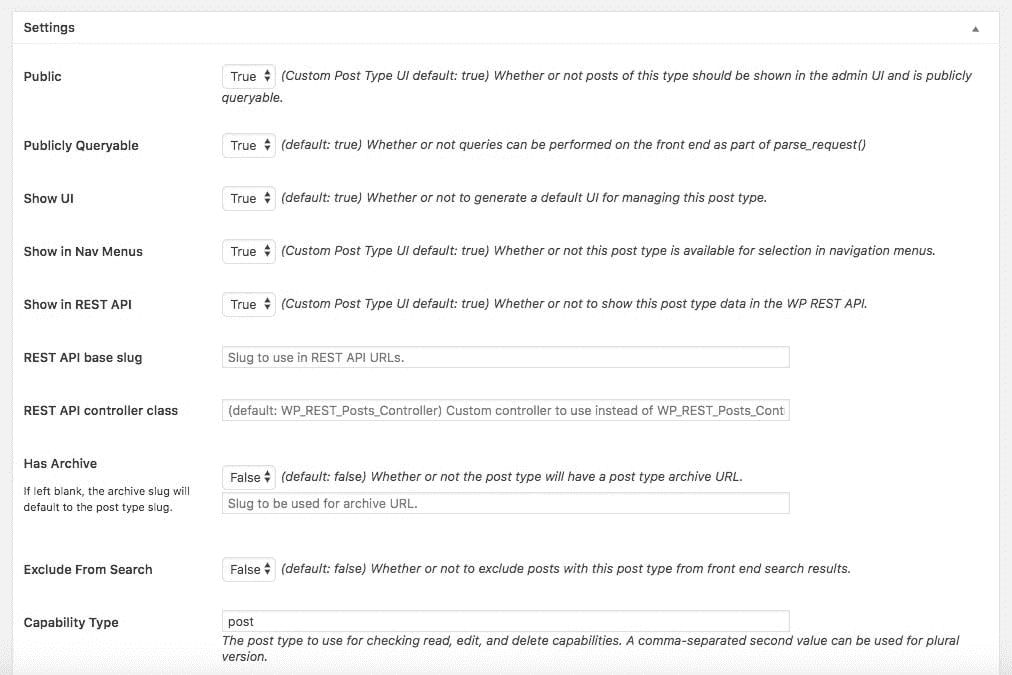 Settings
Public
True (Custom Post Type UI default: true) Whether or not posts of this type should be shown in the admin UI and is publicly
queryable.
Publicly Queryable
True (default: true) Whether or not queries can be performed on the front end as part of parse_request()
Show UI
True (default: true) Whether or not to generate a default UI for managing this post type.
Show in Nav Menus
True (Custom Post Type UI default: true) Whether or not this post type is available for selection in navigation menus.
Show in REST API
True (Custom Post Type UI default: true) Whether or not to show this post type data in the WP REST API.
REST API base slug
Slug to use in REST API URLs.
REST API controller class
(default: WP_REST_Posts_Controller) Custom controller to use instead of WP_REST_Posts_Cont
Has Archive
If left blank, the archive slug will
default to the post type slug.
False (default: false) Whether or not the post type will have a post type archive URL.
Slug to be used for archive URL.
Exclude From Search
False (default: false) Whether or not to exclude posts with this post type from front end search results.
Capability Type
post
The post type to use for checking read, edit, and delete capabilities. A comma-separated second value can be used for plural
version.